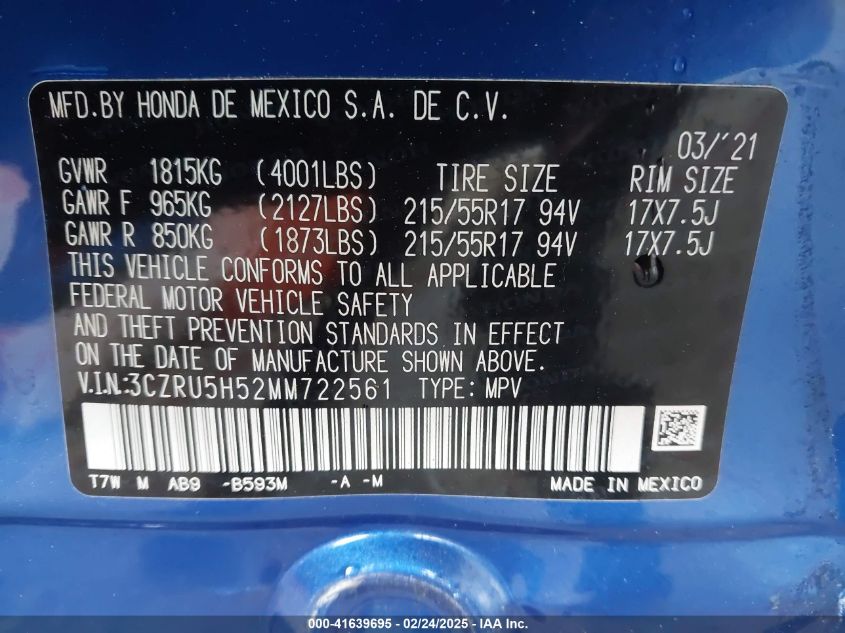 MFD.BY HONDA DE MEXICO S.A. DE C.V.
03/'21
GVWR 1815KG (4001LBS) TIRE SIZE RIM SIZE
GAWR F 965KG (2127LBS) 215/55R17 94V 17X7.5J
GAWR R 850KG (1873LBS) 215/55R17 94V 17X7.5J
THIS VEHICLE CONFORMS TO ALL APPLICABLE
FEDERAL MOTOR VEHICLE SAFETY
AND THEFT PREVENTION STANDARDS IN EFFECT
ON THE DATE OF MANUFACTURE SHOWN ABOVE.
V.I.N.:3CZRU5H52MM722561 TYPE: MPV
T7W M AB9 -B593M -A -M MADE IN MEXICO
000-41639695 - 02/24/2025 - IAA Inc.